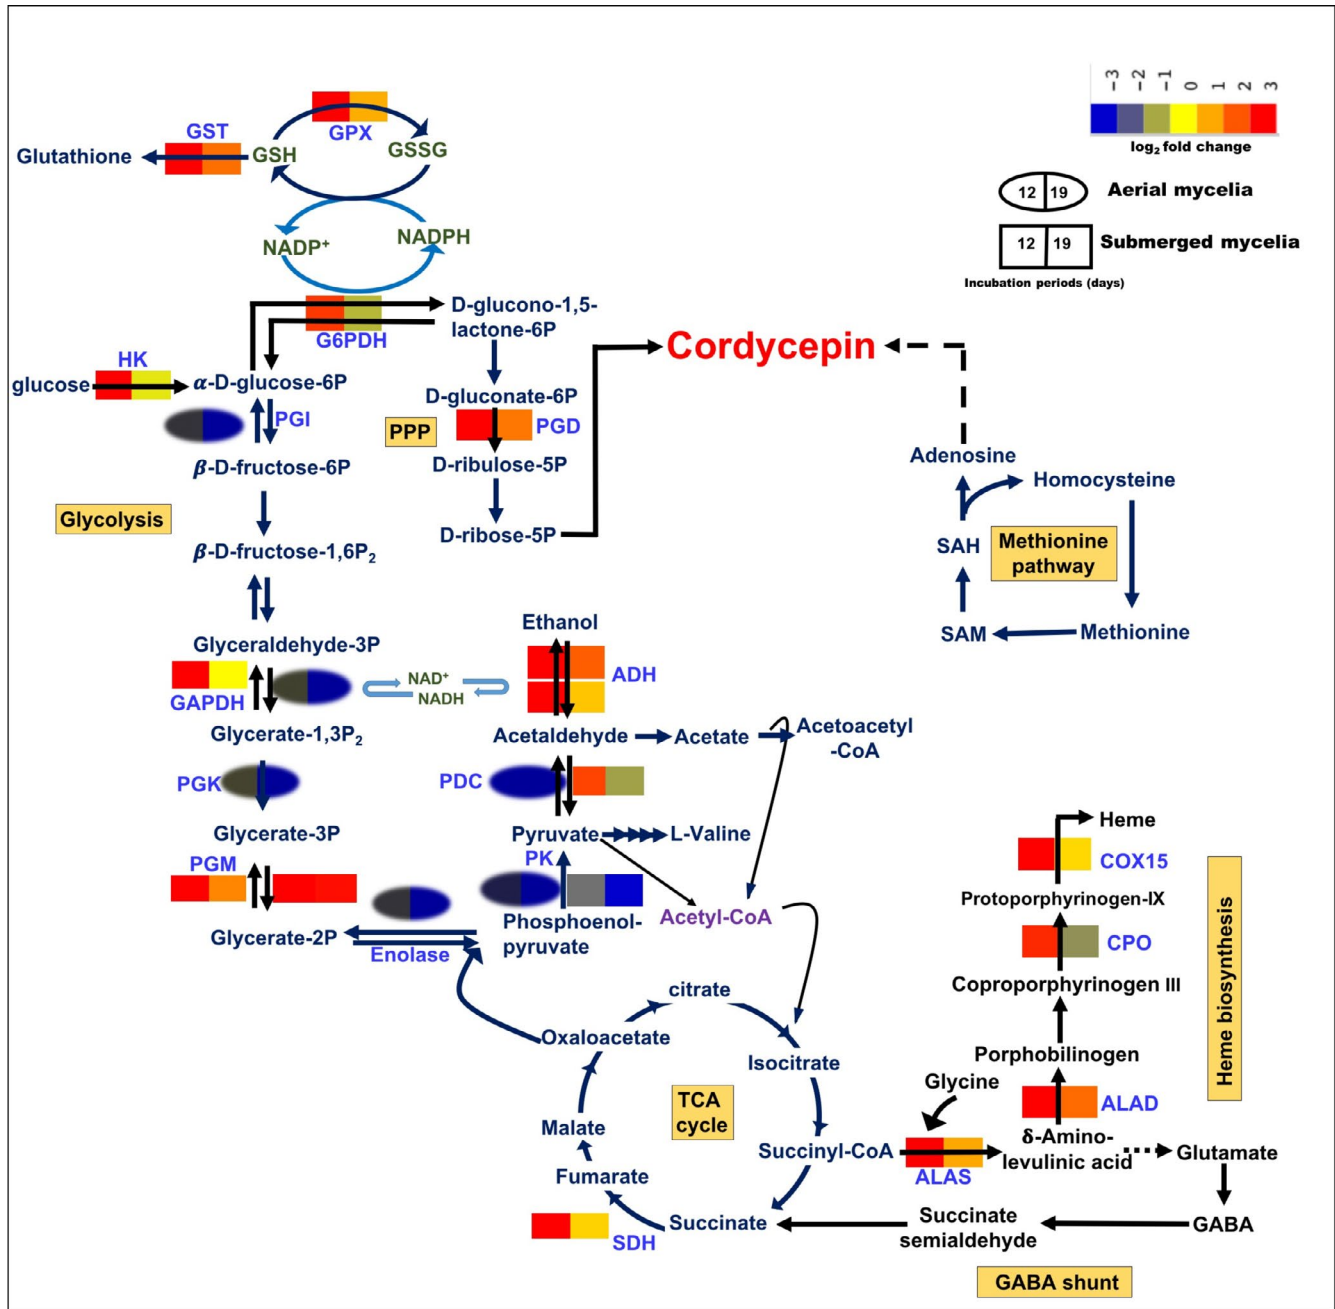 -3
-2
-1
0
1
2
3
log2 fold change
12 19
Aerial mycelia
12 19
Submerged mycelia
Incubation periods (days)
GST
GPX
Glutathione
GSH
GSSG
NADP+
NADPH
G6PDH
D-glucono-1,5-
lactone-6P
HK
glucose
α-D-glucose-6P
PGI
β-D-fructose-6P
Glycolysis
β-D-fructose-1,6P2
Glyceraldehyde-3P
GAPDH
Glycerate-1,3P2
PGK
Glycerate-3P
PGM
Glycerate-2P
Enolase
D-gluconate-6P
PPP
PGD
D-ribulose-5P
D-ribose-5P
Cordycepin
Adenosine
Homocysteine
SAH
Methionine
pathway
SAM
Methionine
Ethanol
ADH
NAD+
NADH
Acetaldehyde
Acetate
Acetoacetyl
-CoA
PDC
Pyruvate
L-Valine
PK
Phosphoenol-
pyruvate
Acetyl-CoA
citrate
Oxaloacetate
Isocitrate
TCA
cycle
Malate
Succinyl-CoA
Fumarate
Succinate
SDH
Heme
COX15
Protoporphyrinogen-IX
CPO
Coproporphyrinogen III
Porphobilinogen
Heme biosynthesis
Glycine
ALAD
δ-Amino-
levulinic acid
Glutamate
ALAS
Succinate
semialdehyde
GABA
GABA shunt